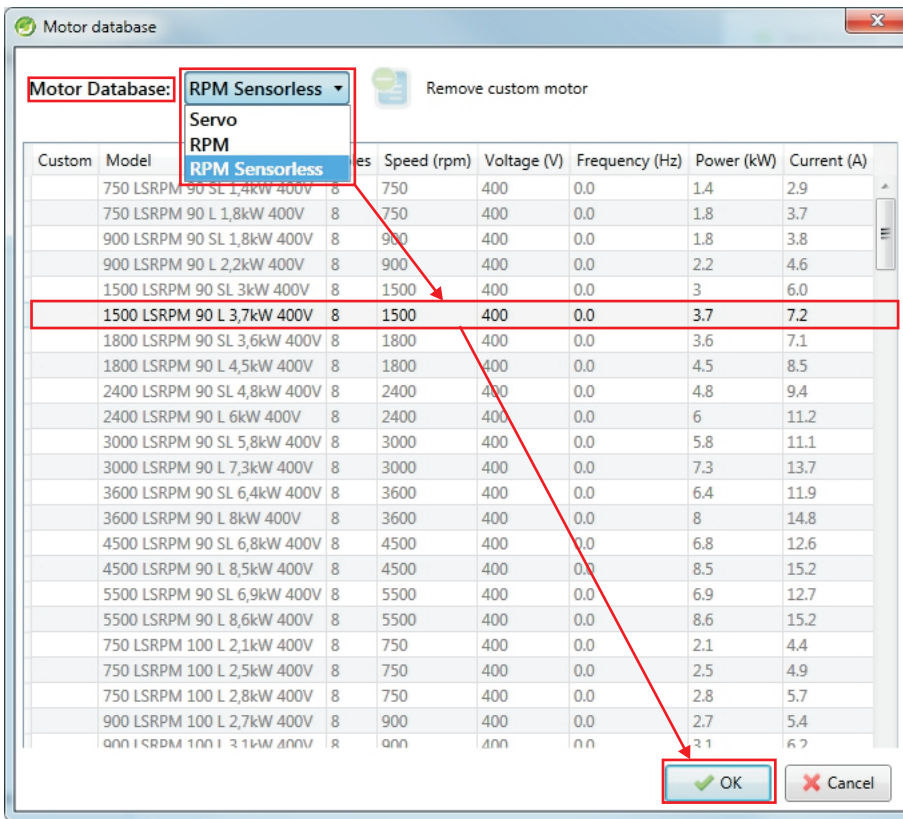 Motor database
Motor Database: RPM Sensorless Remove custom motor
Servo
RPM
RPM Sensorless
Custom Model es Speed (rpm) Voltage (V) Frequency (Hz) Power (kW) Current (A)
750 LSRPM 90 SL 1,4kW 400V 8 750 400 0.0 1.4 2.9
750 LSRPM 90 L 1,8kW 400V 8 750 400 0.0 1.8 3.7
900 LSRPM 90 SL 1,8kW 400V 8 900 400 0.0 1.8 3.8
900 LSRPM 90 L 2,2kW 400V 8 900 400 0.0 2.2 4.6
1500 LSRPM 90 SL 3kW 400V 8 1500 400 0.0 3 6.0
1500 LSRPM 90 L 3,7kW 400V 8 1500 400 0.0 3.7 7.2
1800 LSRPM 90 SL 3,6kW 400V 8 1800 400 0.0 3.6 7.1
1800 LSRPM 90 L 4,5kW 400V 8 1800 400 0.0 4.5 8.5
2400 LSRPM 90 SL 4,8kW 400V 8 2400 400 0.0 4.8 9.4
2400 LSRPM 90 L 6kW 400V 8 2400 400 0.0 6 11.2
3000 LSRPM 90 SL 5,8kW 400V 8 3000 400 0.0 5.8 11.1
3000 LSRPM 90 L 7,3kW 400V 8 3000 400 0.0 7.3 13.7
3600 LSRPM 90 SL 6,4kW 400V 8 3600 400 0.0 6.4 11.9
3600 LSRPM 90 L 8kW 400V 8 3600 400 0.0 8 14.8
4500 LSRPM 90 SL 6,8kW 400V 8 4500 400 0.0 6.8 12.6
4500 LSRPM 90 L 8,5kW 400V 8 4500 400 0.0 8.5 15.2
5500 LSRPM 90 SL 6,9kW 400V 8 5500 400 0.0 6.9 12.7
5500 LSRPM 90 L 8,6kW 400V 8 5500 400 0.0 8.6 15.2
750 LSRPM 100 L 2,1kW 400V 8 750 400 0.0 2.1 4.4
750 LSRPM 100 L 2,5kW 400V 8 750 400 0.0 2.5 4.9
750 LSRPM 100 L 2,8kW 400V 8 750 400 0.0 2.8 5.7
900 LSRPM 100 L 2,7kW 400V 8 900 400 0.0 2.7 5.4
900 LSRPM 100 L 3,1kW 400V 8 900 400 0.0 3.1 6.2
OK Cancel